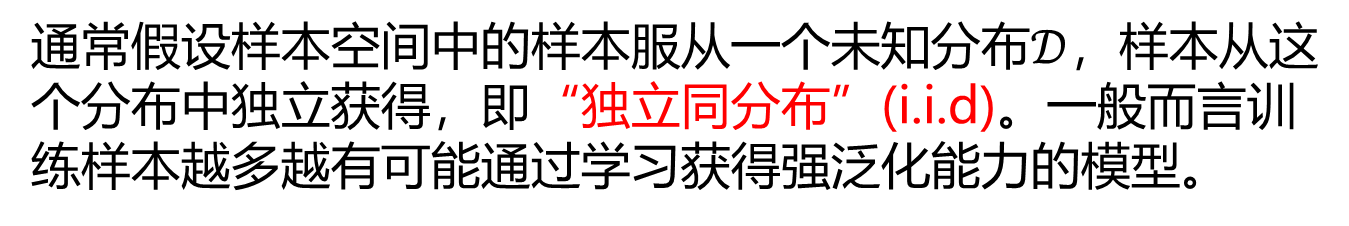 通常假设样本空间中的样本服从一个未知分布𝒟，样本从这
个分布中独立获得，即“独立同分布”(i.i.d)。一般而言训
练样本越多越有可能通过学习获得强泛化能力的模型。